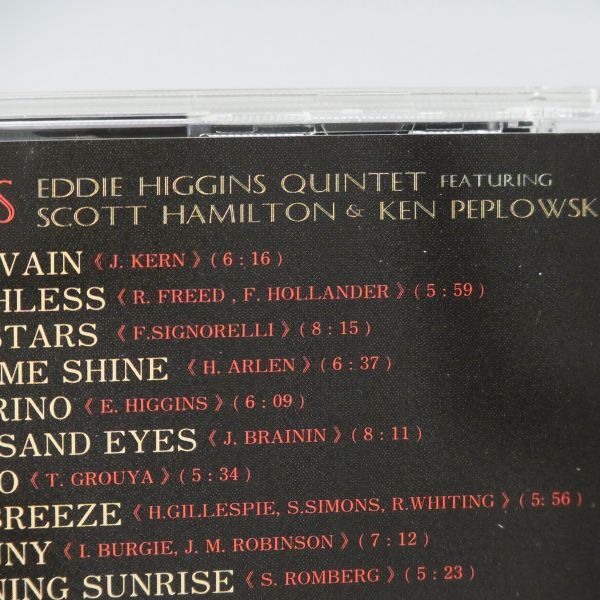 S EDDIE HIGGINS QUINTET FEATURING
SCOTT HAMILTON & KEN PEPLOWSK
VAIN 《 J. KERN 》 ( 6 : 16 )
HLESS 《 R. FREED , F. HOLLANDER 》 ( 5 : 59 )
STARS 《 F.SIGNORELLI 》 ( 8 : 15 )
ME SHINE 《 H. ARLEN 》 ( 6 : 37 )
RINO 《 E. HIGGINS 》 ( 6 : 09 )
SAND EYES 《 J. BRAININ 》 ( 8 : 11 )
O 《 T. GROUYA 》 ( 5 : 34 )
BREEZE 《 H.GILLESPIE, S.SIMONS, R.WHITING 》 ( 5: 56 )
NNY 《 I. BURGIE, J. M. ROBINSON 》 ( 7 : 12 )
NING SUNRISE 《 S. ROMBERG 》 ( 5 : 23 )